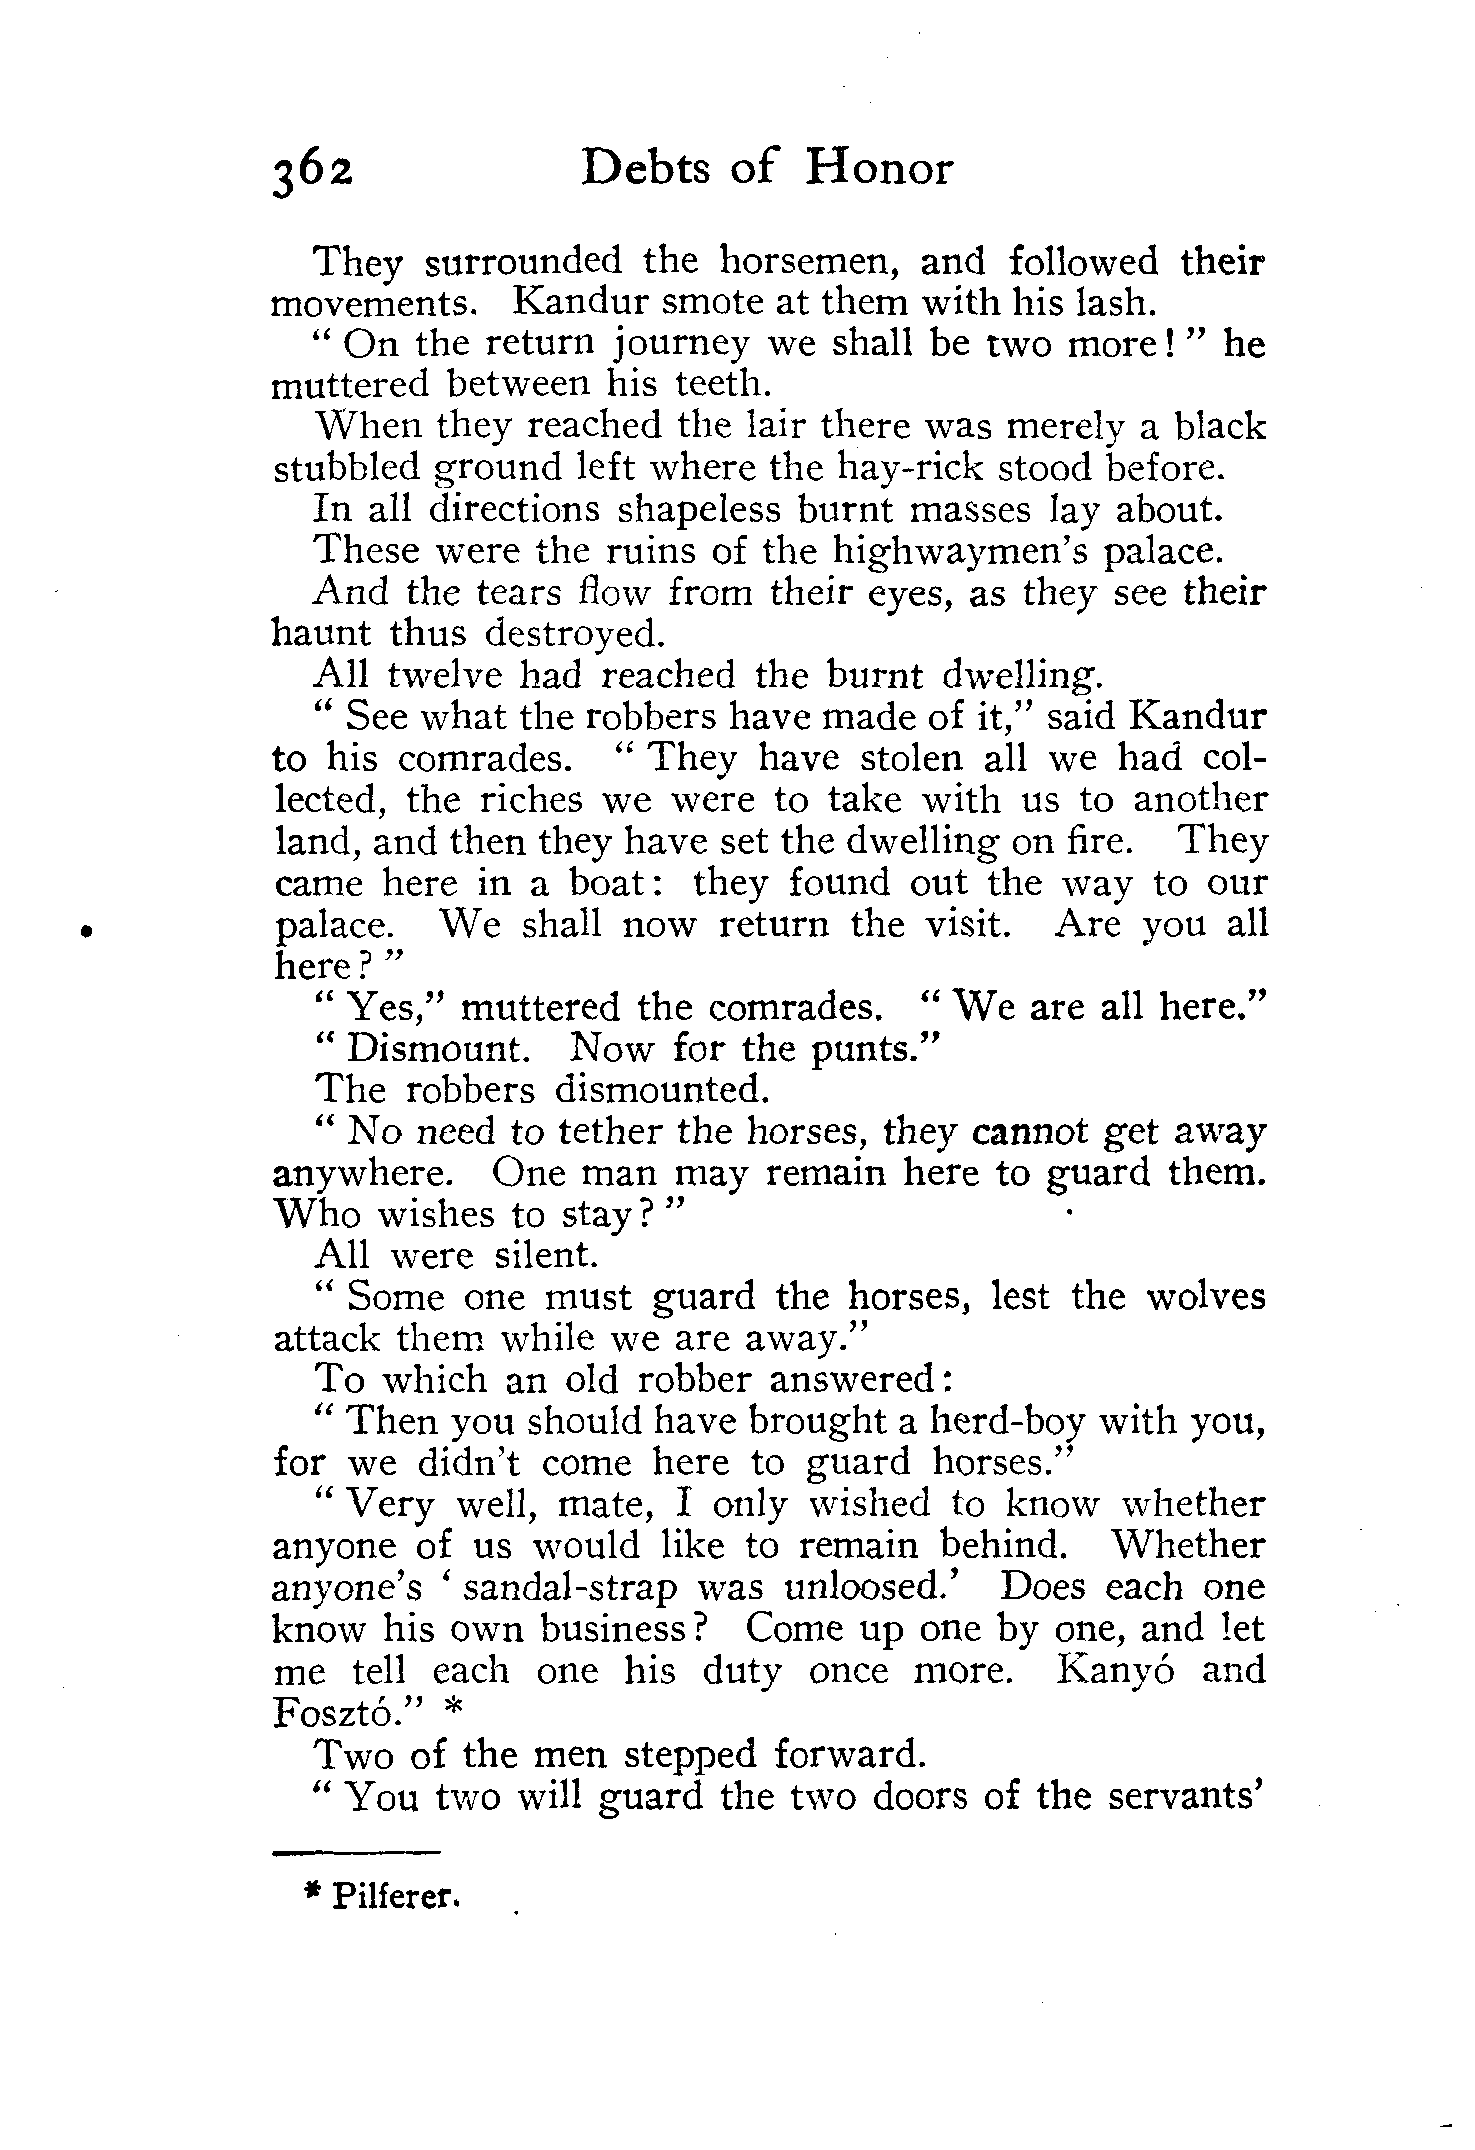 362 Debts of Honor
They surrounded the horsemen, and followed their
movements. Kandur smote at them with his lash.
" On the return journey we shall be two more! " he
muttered between his teeth.
When they reached the lair there was merely a black
stubbled ground left where the hay-rick stood before.
In all directions shapeless burnt masses lay about.
These were the ruins of the highwaymen's palace.
And the tears flow from their eyes, as they see their
haunt thus destroyed.
All twelve had reached the burnt dwelling.
" See what the robbers have made of it," said Kandur
to his comrades. " They have stolen all we had col-
lected, the riches we were to take with us to another
land, and then they have set the dwelling on fire. They
came here in a boat: they found out the way to our
palace. We shall now return the visit. Are you all
here? "
" Yes," muttered the comrades. " We are all here."
" Dismount. Now for the punts."
The robbers dismounted.
" No need to tether the horses, they cannot get away
anywhere. One man may remain here to guard them.
Who wishes to stay? "
All were silent.
" Some one must guard the horses, lest the wolves
attack them while we are away."
To which an old robber answered:
" Then you should have brought a herd-boy with you,
for we didn't come here to guard horses."
" Very well, mate, I only wished to know whether
anyone of us would like to remain behind. Whether
anyone's ' sandal-strap was unloosed.' Does each one
know his own business? Come up one by one, and let
me tell each one his duty once more. Kanyó and
Fosztó." *
Two of the men stepped forward.
" You two will guard the two doors of the servants'
* Pilferer.